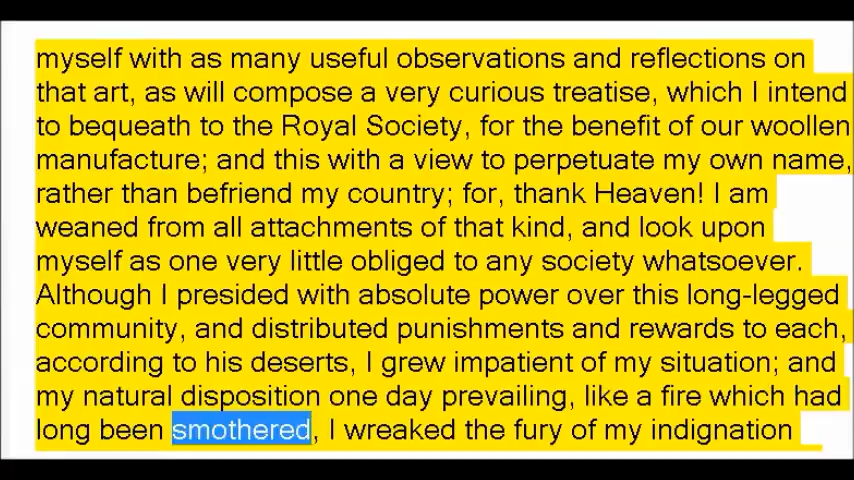 myself with as many useful observations and reflections on
that art, as will compose a very curious treatise, which I intend
to bequeath to the Royal Society, for the benefit of our woollen
manufacture; and this with a view to perpetuate my own name,
rather than befriend my country; for, thank Heaven! I am
weaned from all attachments of that kind, and look upon
myself as one very little obliged to any society whatsoever.
Although I presided with absolute power over this long-legged
community, and distributed punishments and rewards to each,
according to his deserts, I grew impatient of my situation; and
my natural disposition one day prevailing, like a fire which had
long been smothered, I wreaked the fury of my indignation